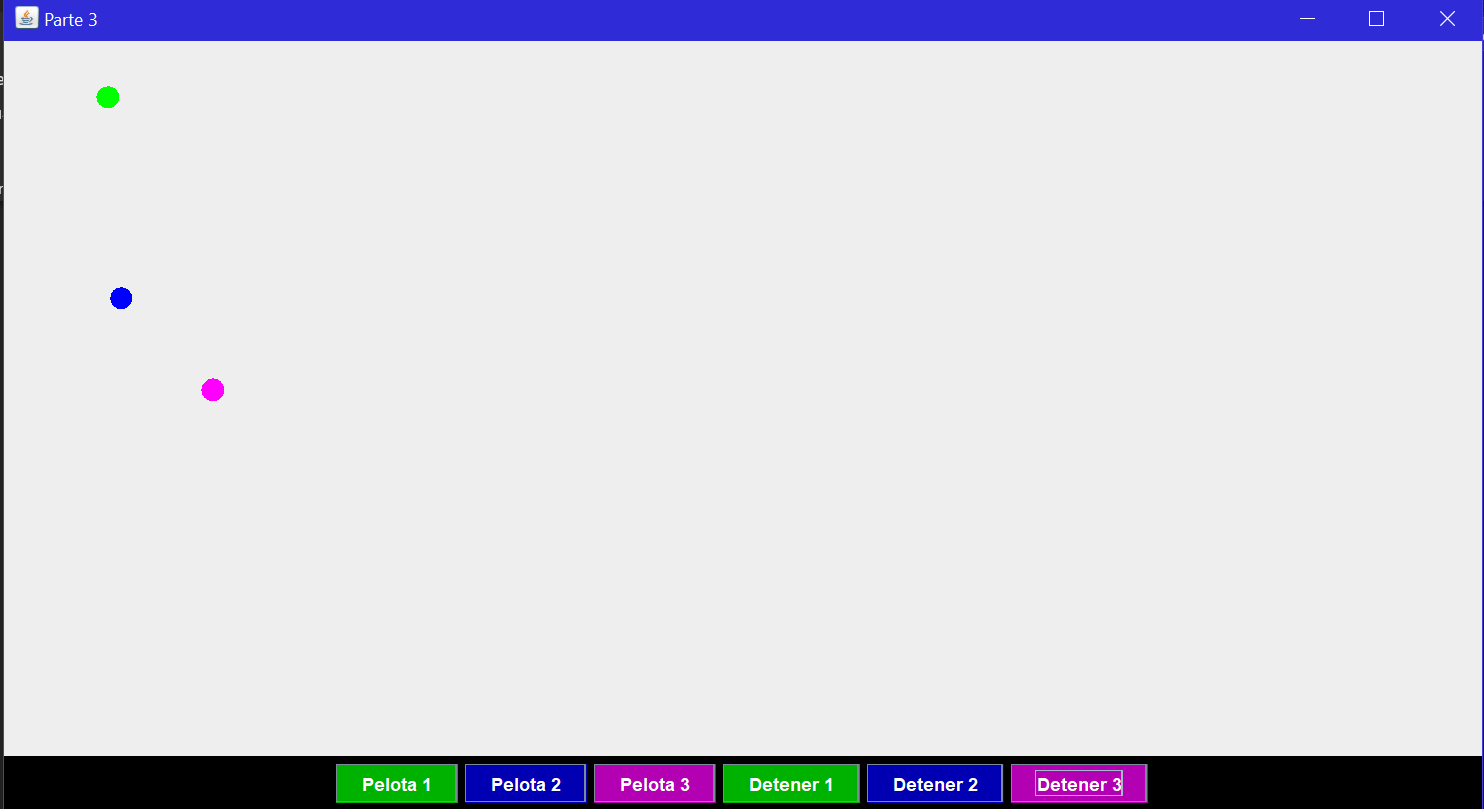 Parte 3
Pelota 1
Pelota 2
Pelota 3
Detener 1
Detener 2
Detener 3